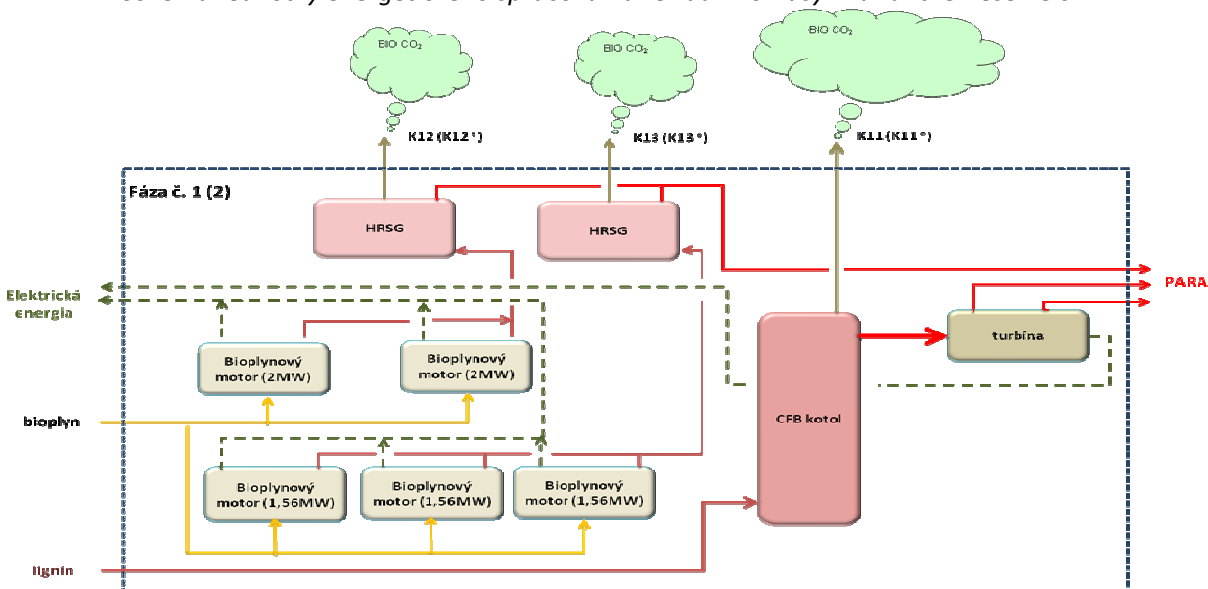 BIO CO₂
BIO CO₂
BIO CO₂
K12 (K12*)
K13 (K13*)
K11 (K11*)
Fáza č. 1 (2)
HRSG
HRSG
Elektrická
energia
PARA
Bioplynový
motor (2MW)
Bioplynový
motor (2MW)
turbína
bioplyn
CFB kotol
Bioplynový
motor (1,56MW)
Bioplynový
motor (1,56MW)
Bioplynový
motor (1,56MW)
lignín